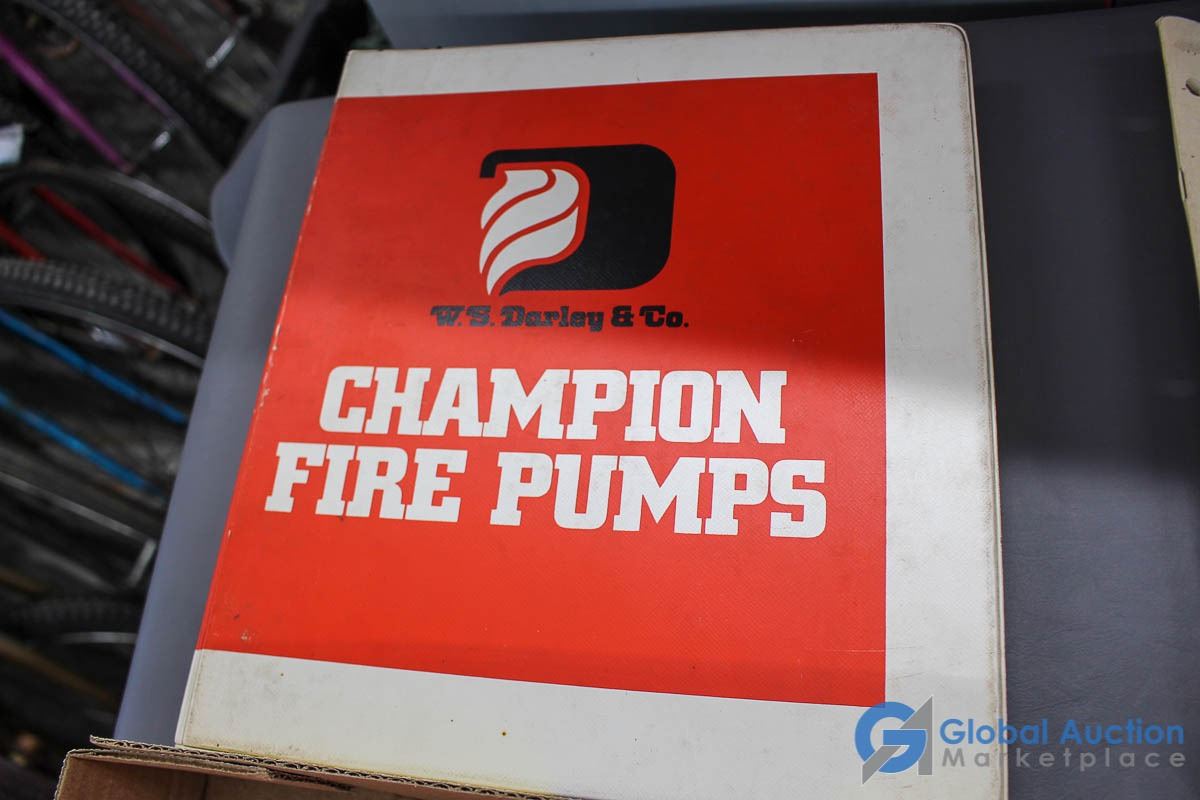 W.S. Darley & Co.
CHAMPION
FIRE PUMPS
Global Auction
Marketplace